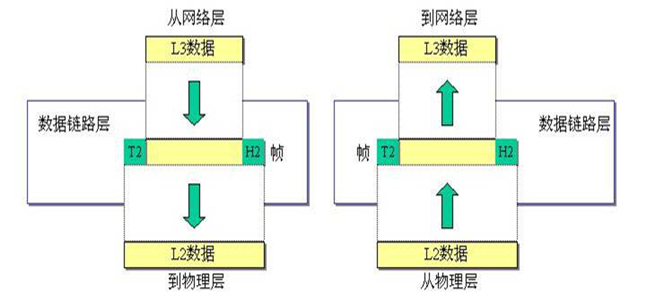 从网络层
L3数据
数据链路层
T2
H2
帧
L2数据
到物理层
到网络层
L3数据
数据链路层
帧
T2
H2
L2数据
从物理层